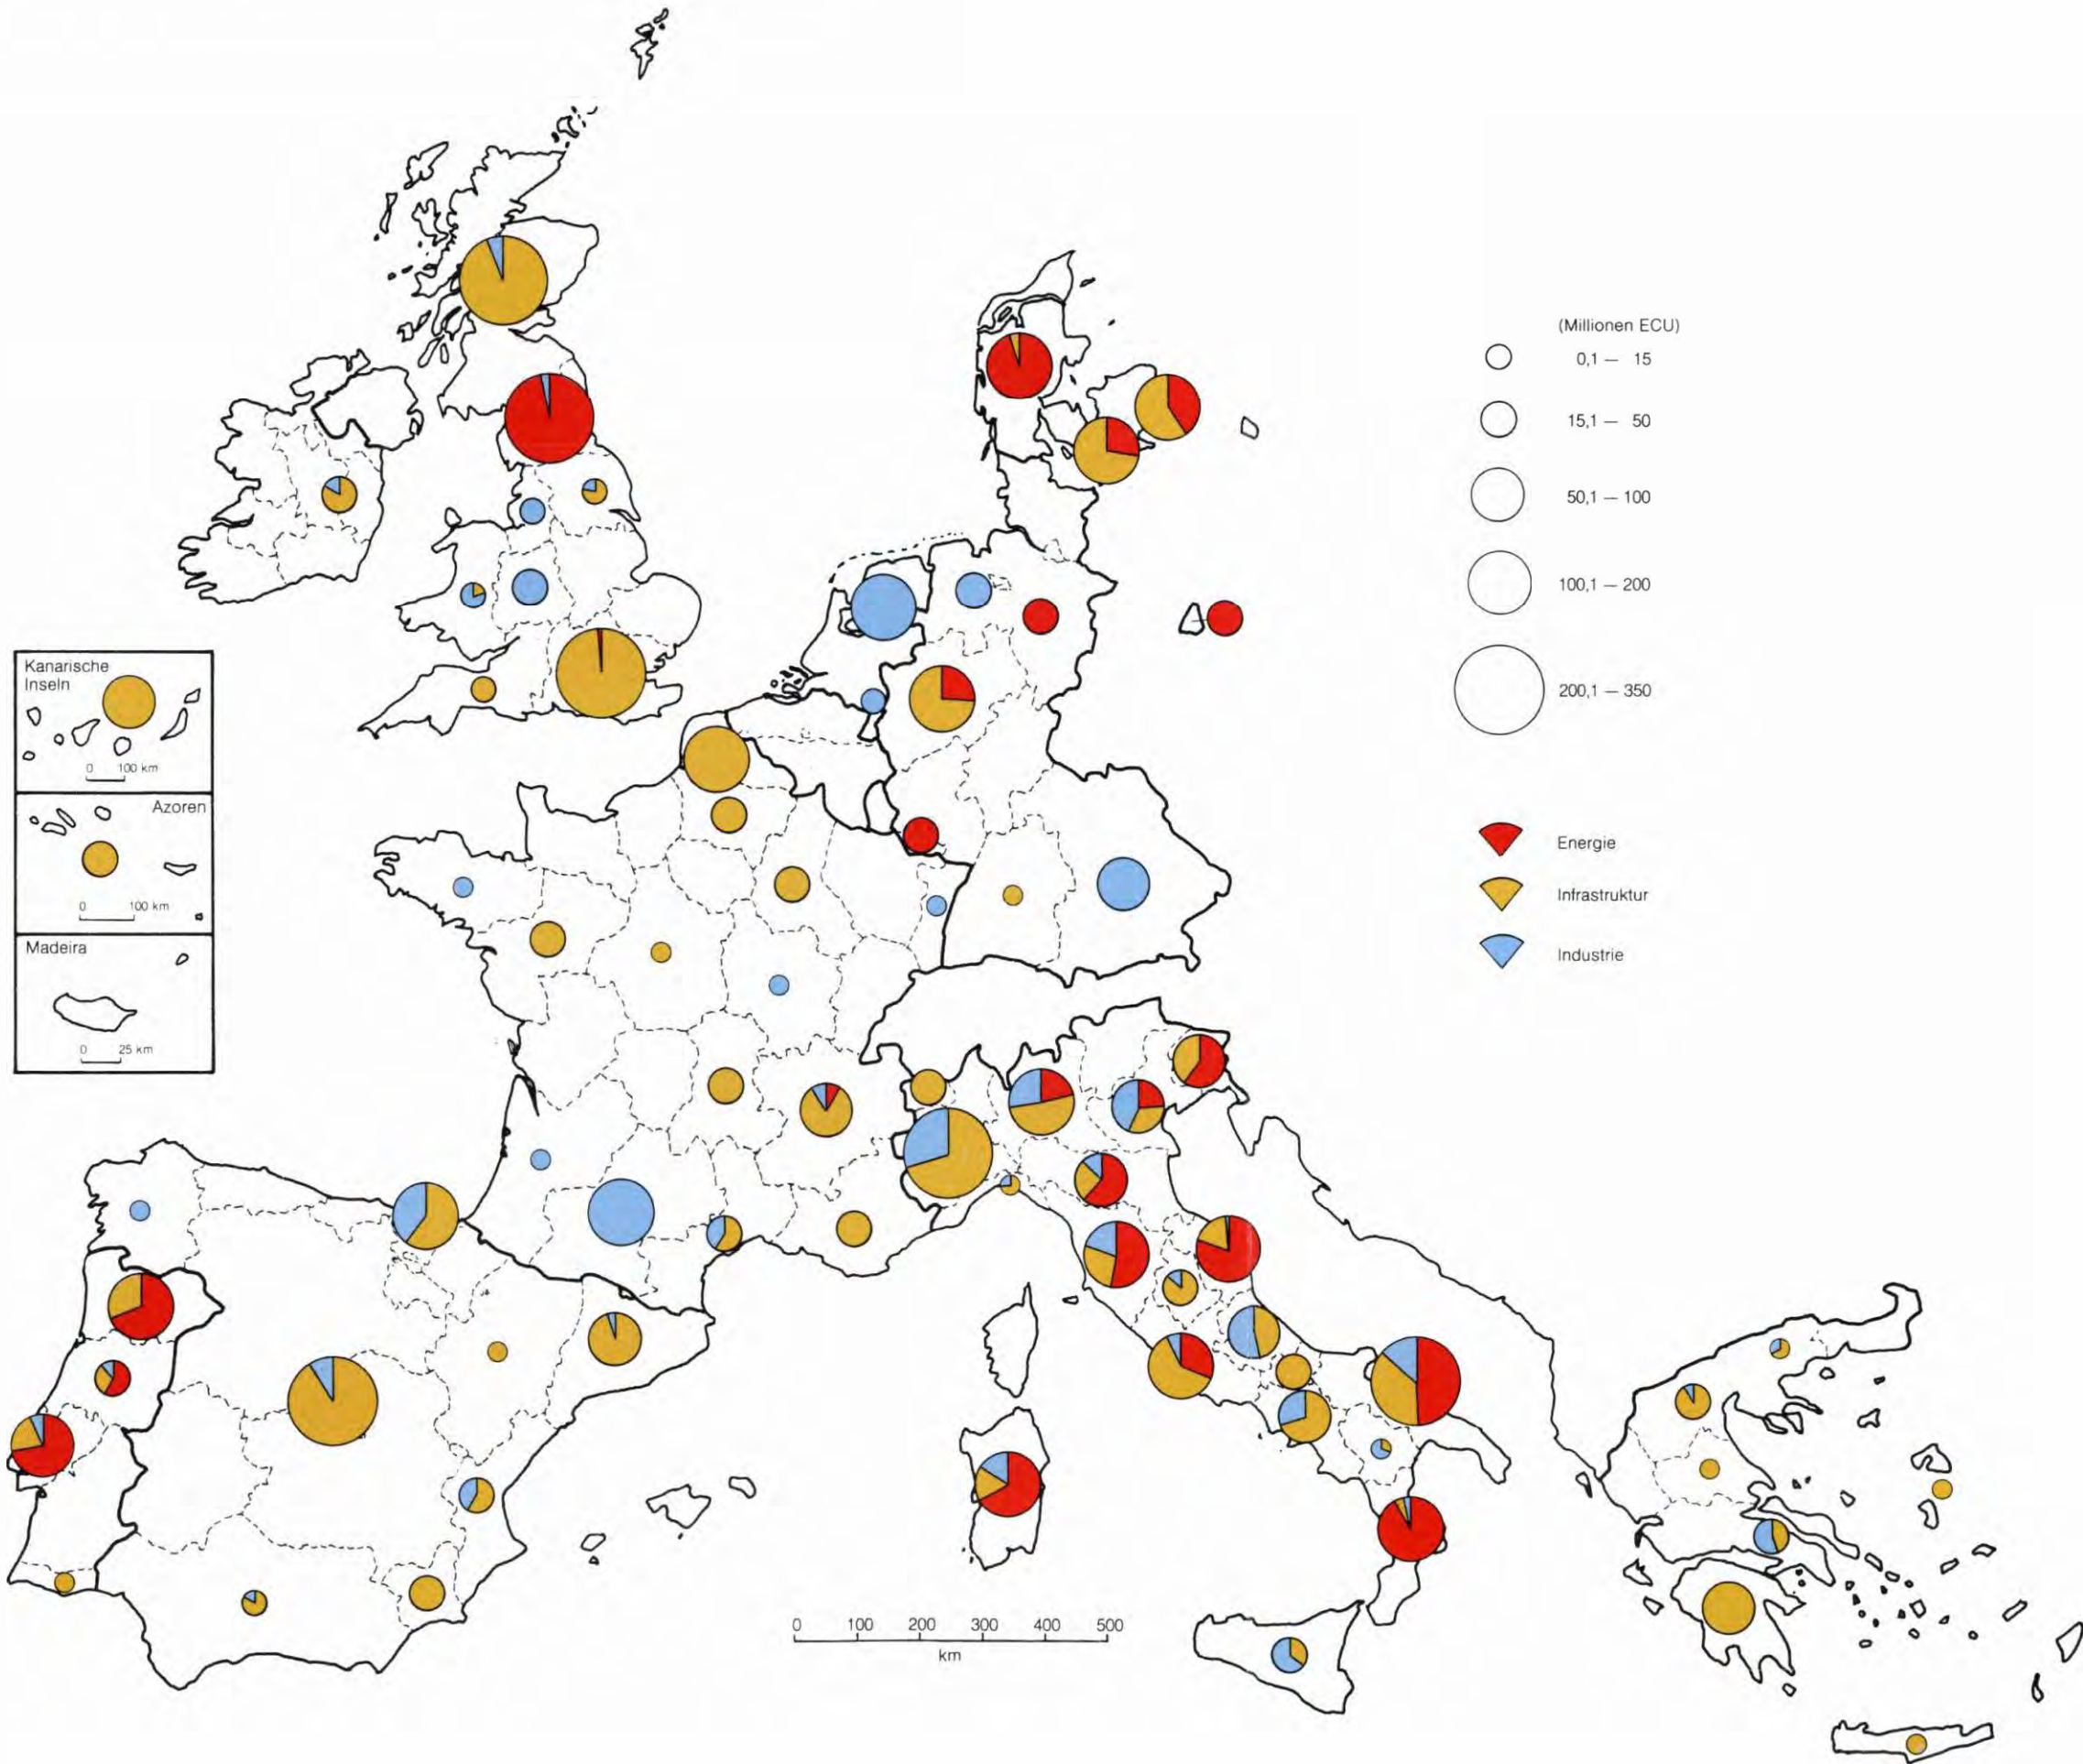 (Millionen ECU)
0,1 — 15
15,1 — 50
50,1 — 100
100,1 — 200
200,1 — 350
Energie
Infrastruktur
Industrie
Kanarische
Inseln
0 100 km
Azoren
0 100 km
Madeira
0 25 km
0 100 200 300 400 500
km